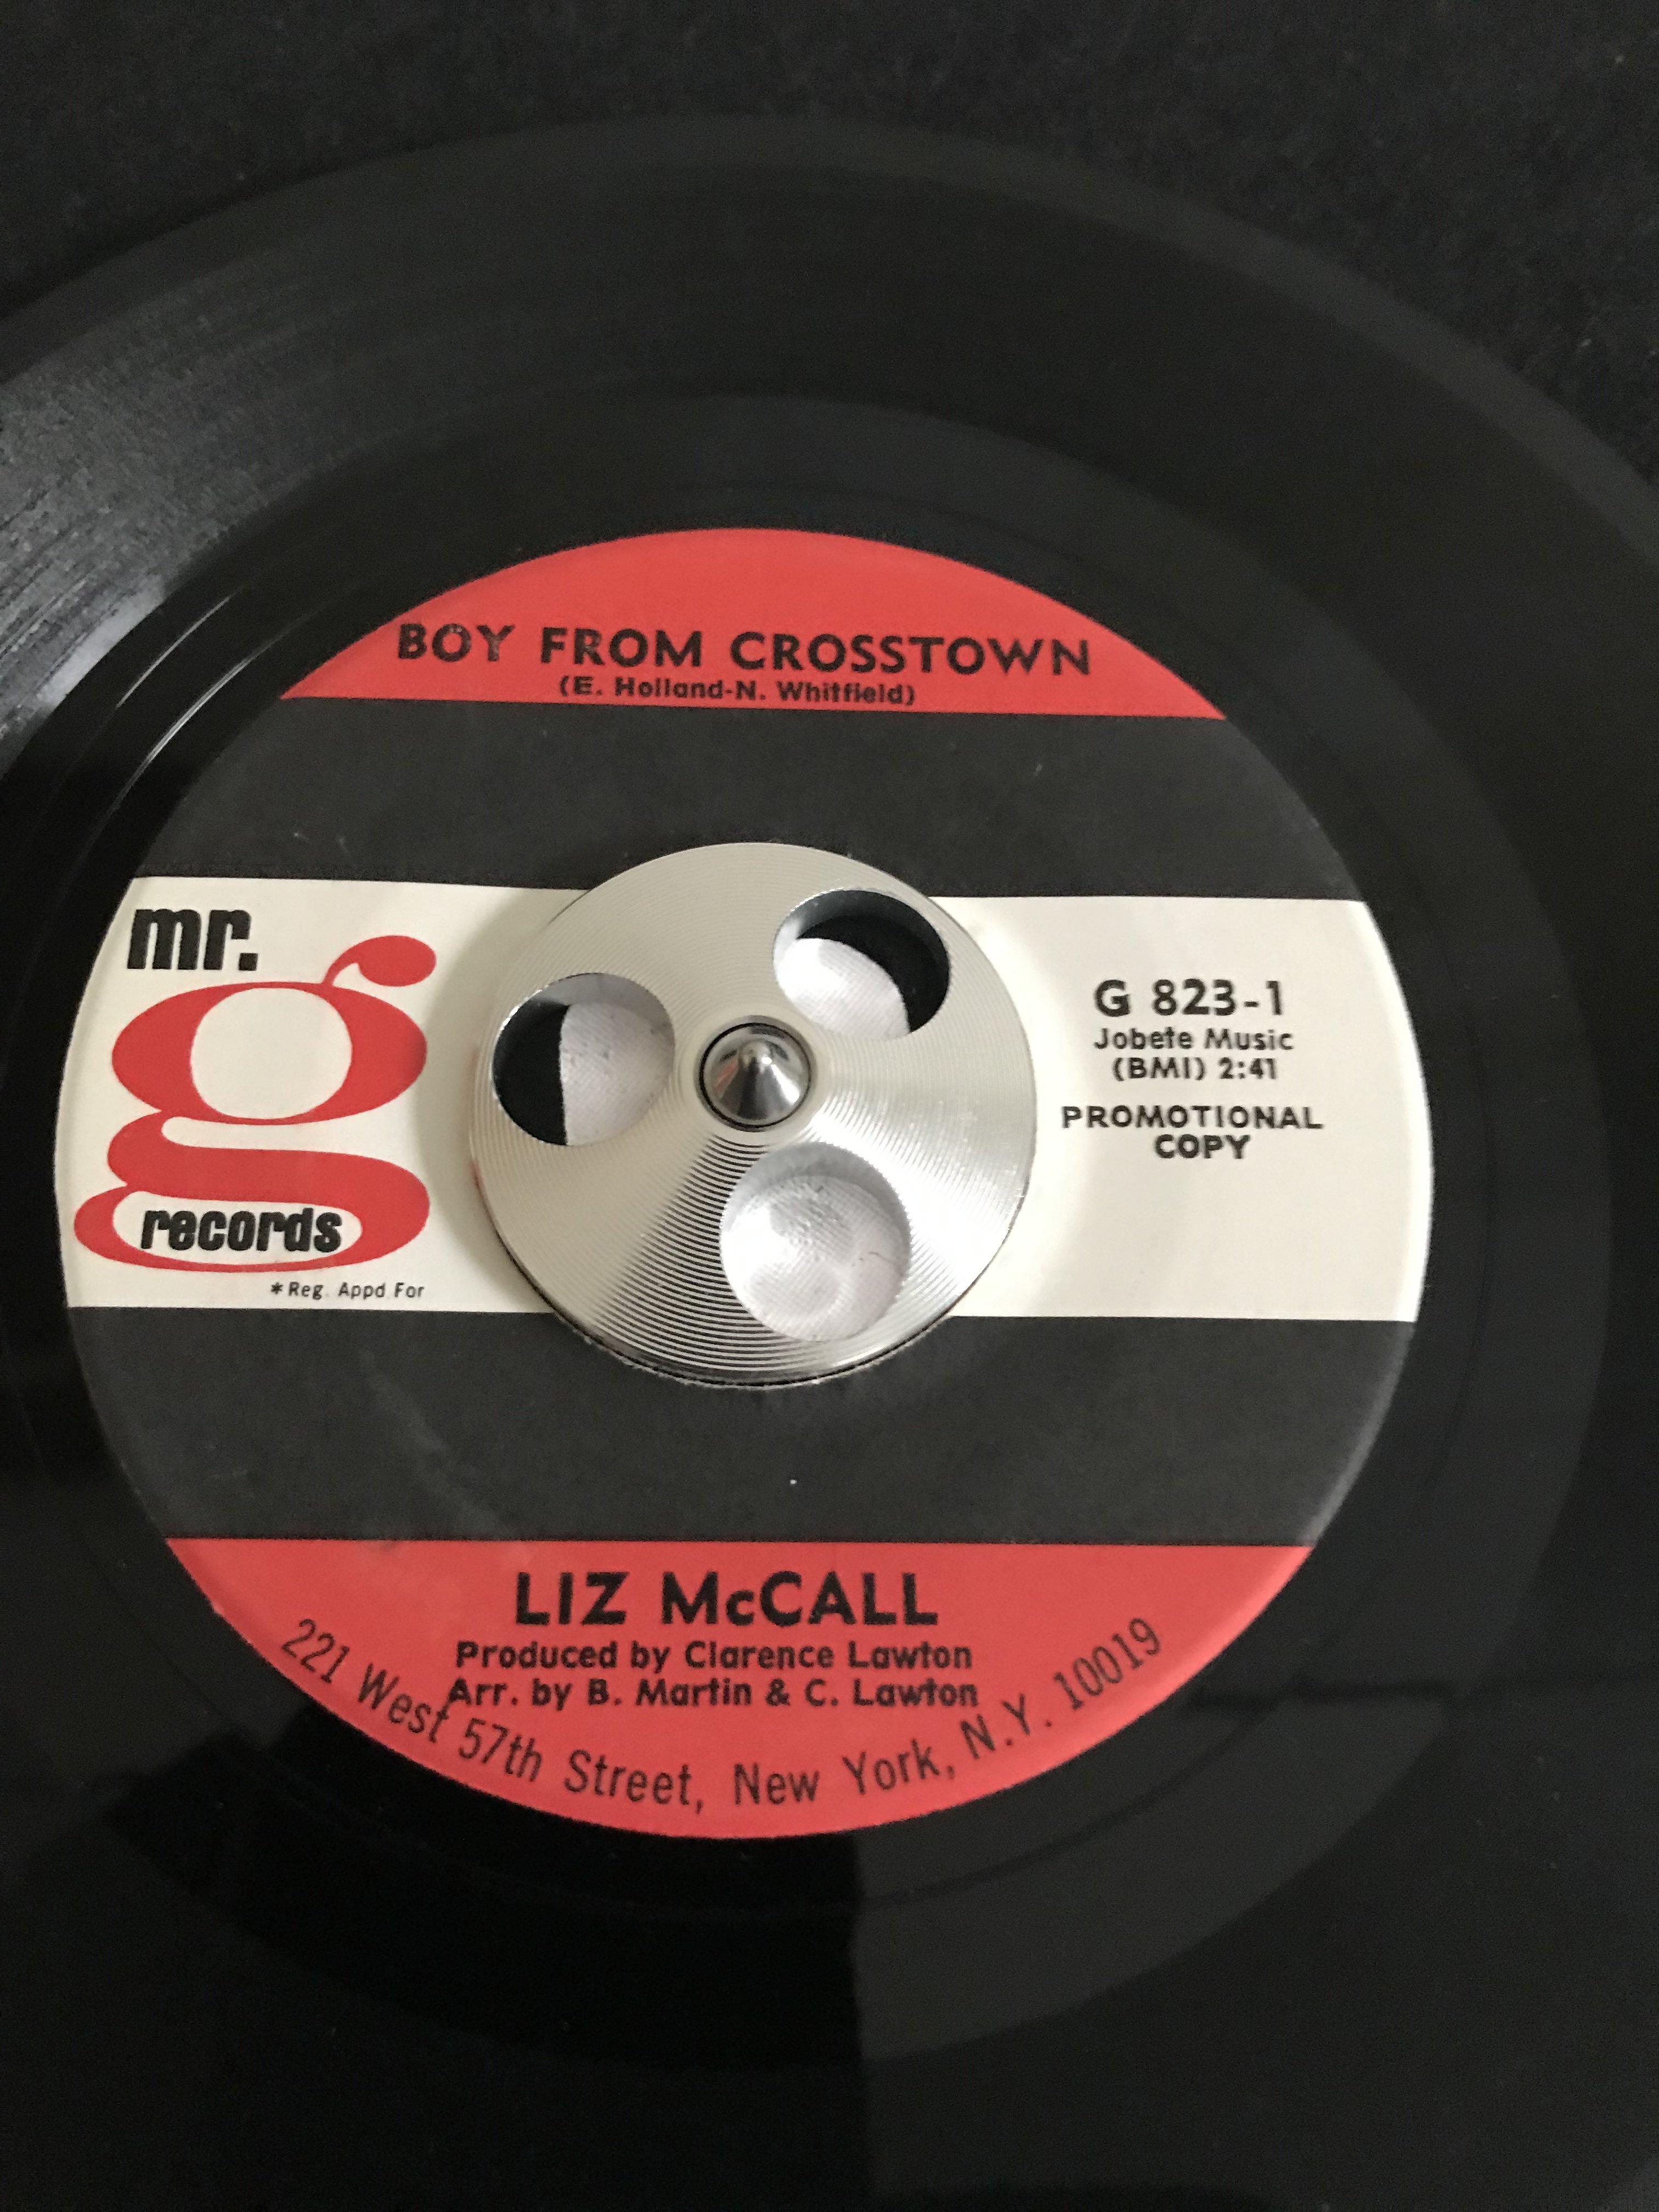 BOY FROM CROSSTOWN
(E. Holland-N. Whitfield)
mr.
g
records
*Reg. Appd For
G 823-1
Jobete Music
(BMI) 2:41
PROMOTIONAL
COPY
LIZ McCALL
Produced by Clarence Lawton
Arr. by B. Martin & C. Lawton
221 West 57th Street, New York, N.Y. 10019